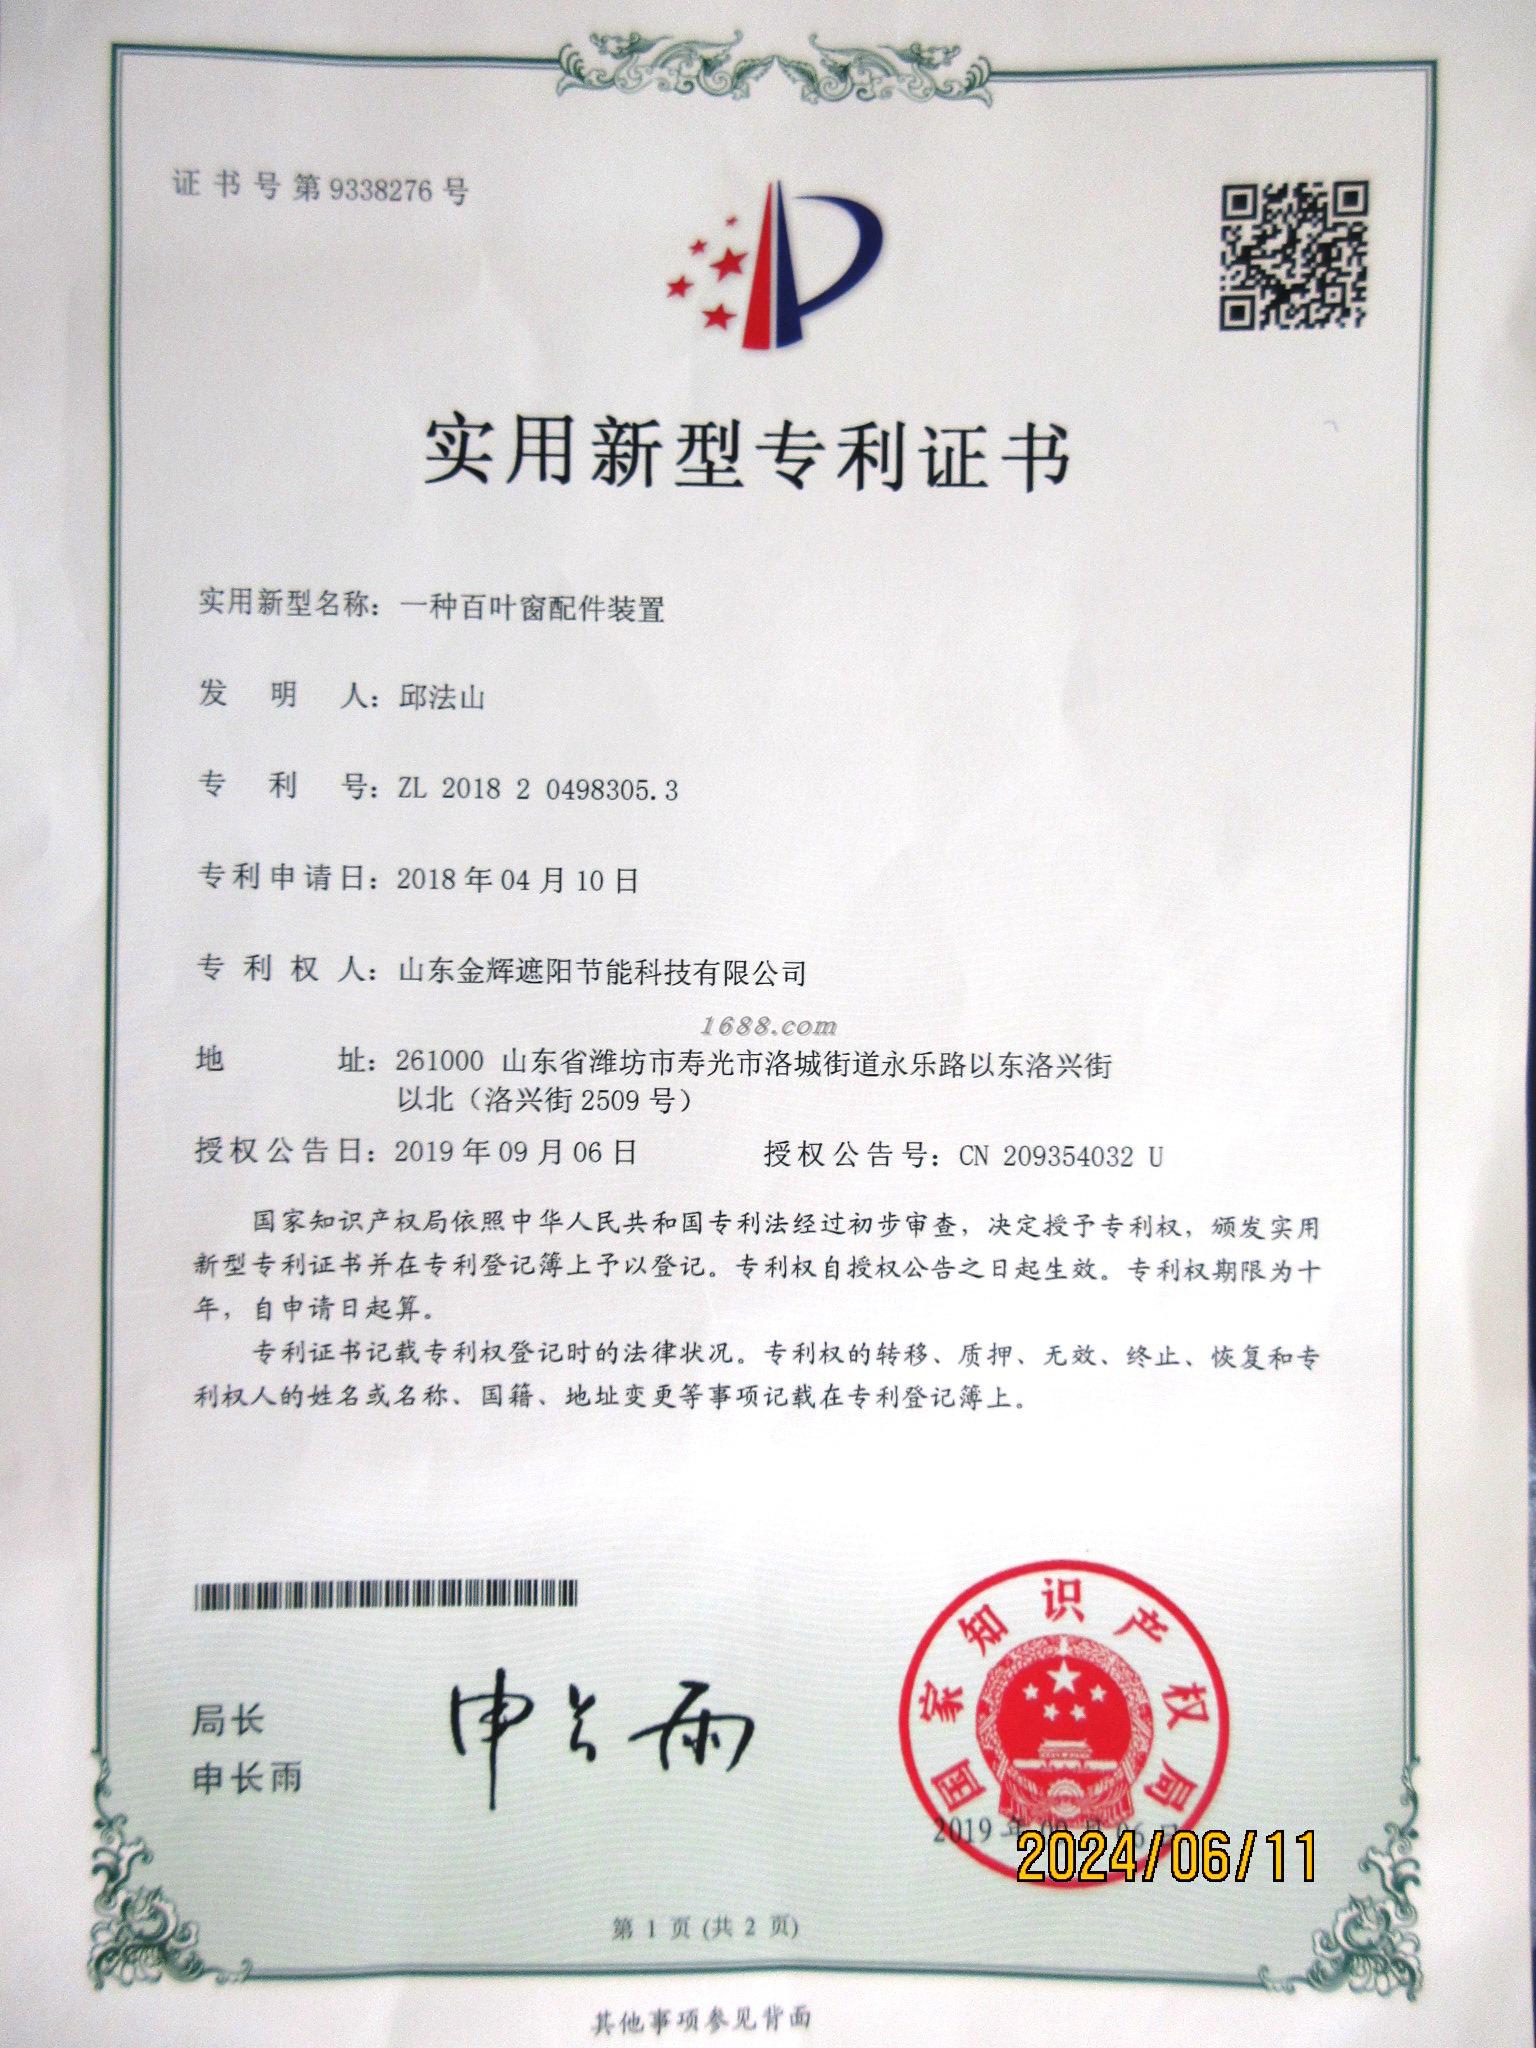 证书号第9338276号
实用新型专利证书
实用新型名称：一种百叶窗配件装置
发明人：邱法山
专利号：ZL 2018 2 0498305.3
专利申请日：2018年04月10日
专利权人：山东金辉遮阳节能科技有限公司
1688.com
地址：261000 山东省潍坊市寿光市洛城街道永乐路以东洛兴街
以北（洛兴街2509号）
授权公告日：2019年09月06日 授权公告号：CN 209354032 U
国家知识产权局依照中华人民共和国专利法经过初步审查，决定授予专利权，颁发实用
新型专利证书并在专利登记簿上予以登记。专利权自授权公告之日起生效。专利权期限为十
年，自申请日起算。
专利证书记载专利权登记时的法律状况。专利权的转移、质押、无效、终止、恢复和专
利权人的姓名或名称、国籍、地址变更等事项记载在专利登记簿上。
局长
申长雨
申长雨
国家知识产权局
2019年09月06日
2024/06/11
第1页(共2页)
其他事项参见背面